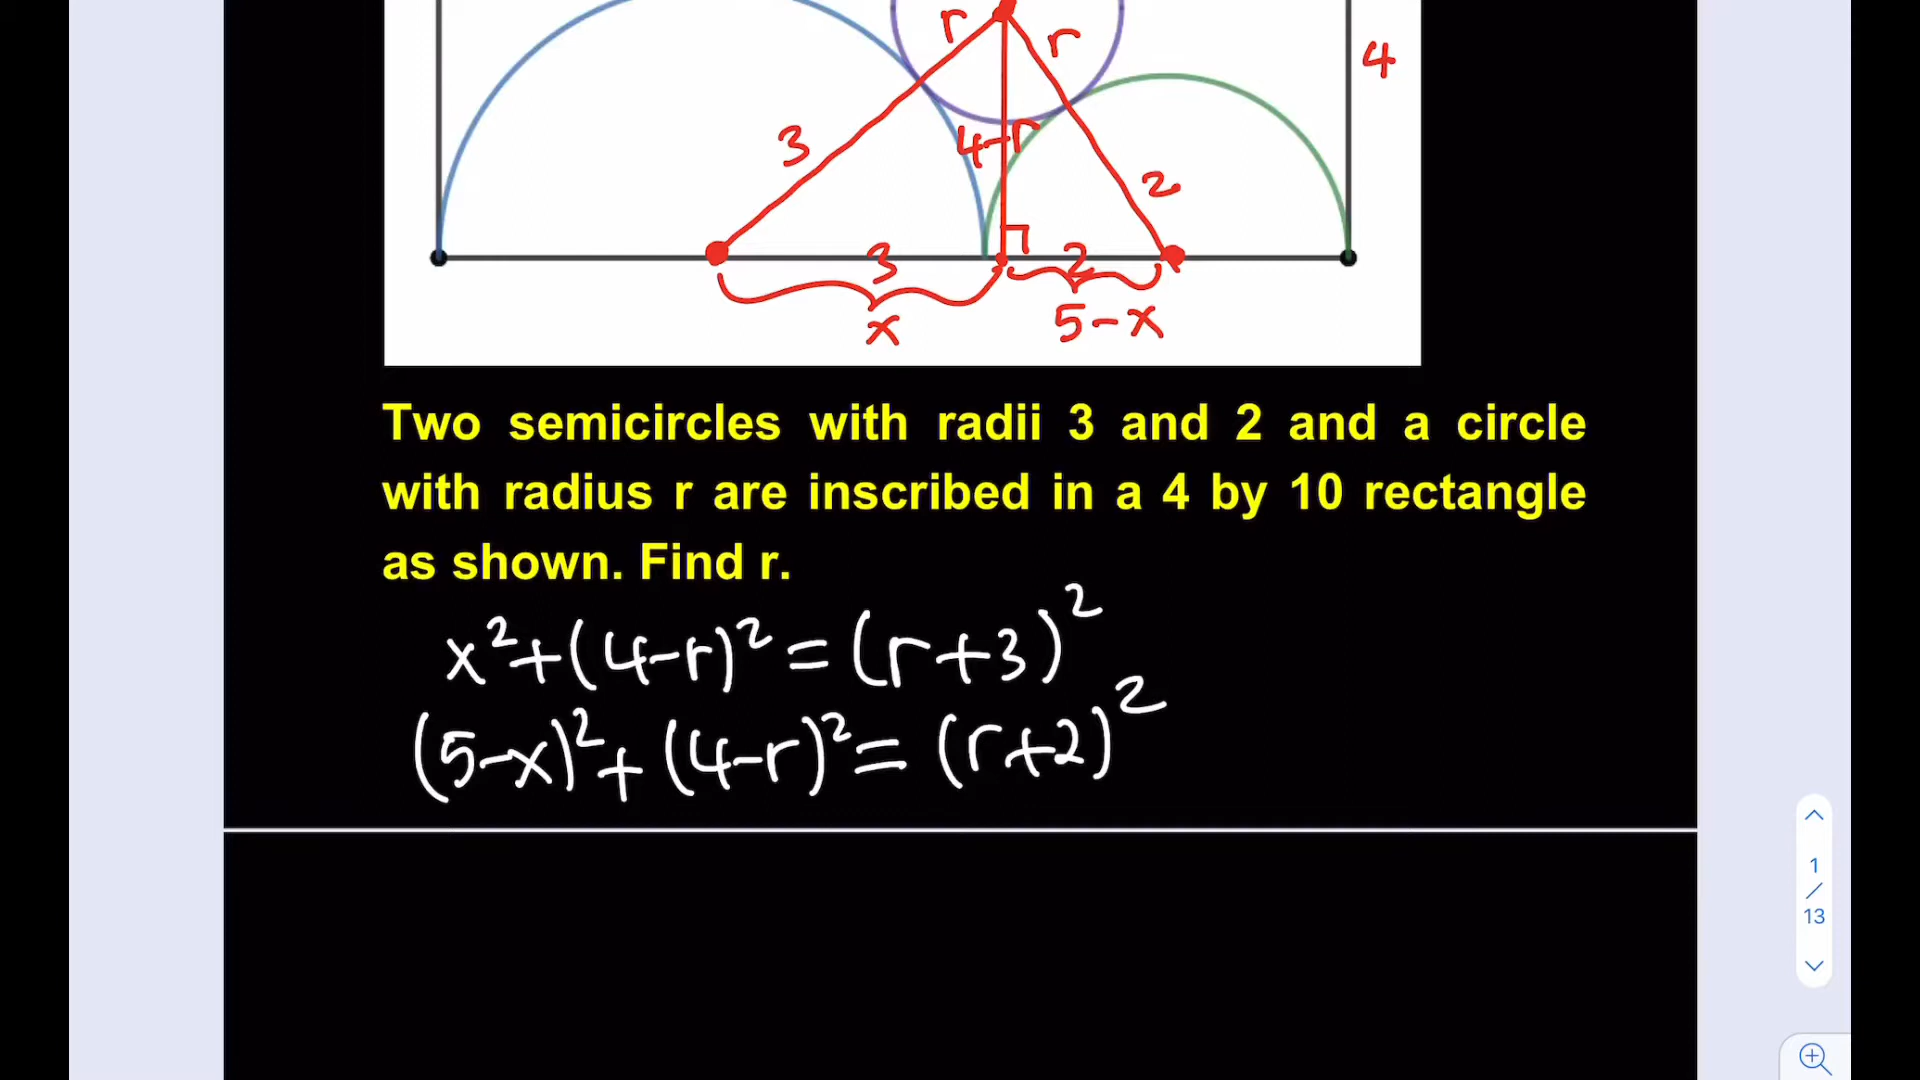 r
r
4
3
4-r
2
3
2
x
5-x
Two semicircles with radii 3 and 2 and a circle
with radius r are inscribed in a 4 by 10 rectangle
as shown. Find r.
x²+(4-r)²=(r+3)²
(5-x)²+(4-r)²=(r+2)²
1
/
13